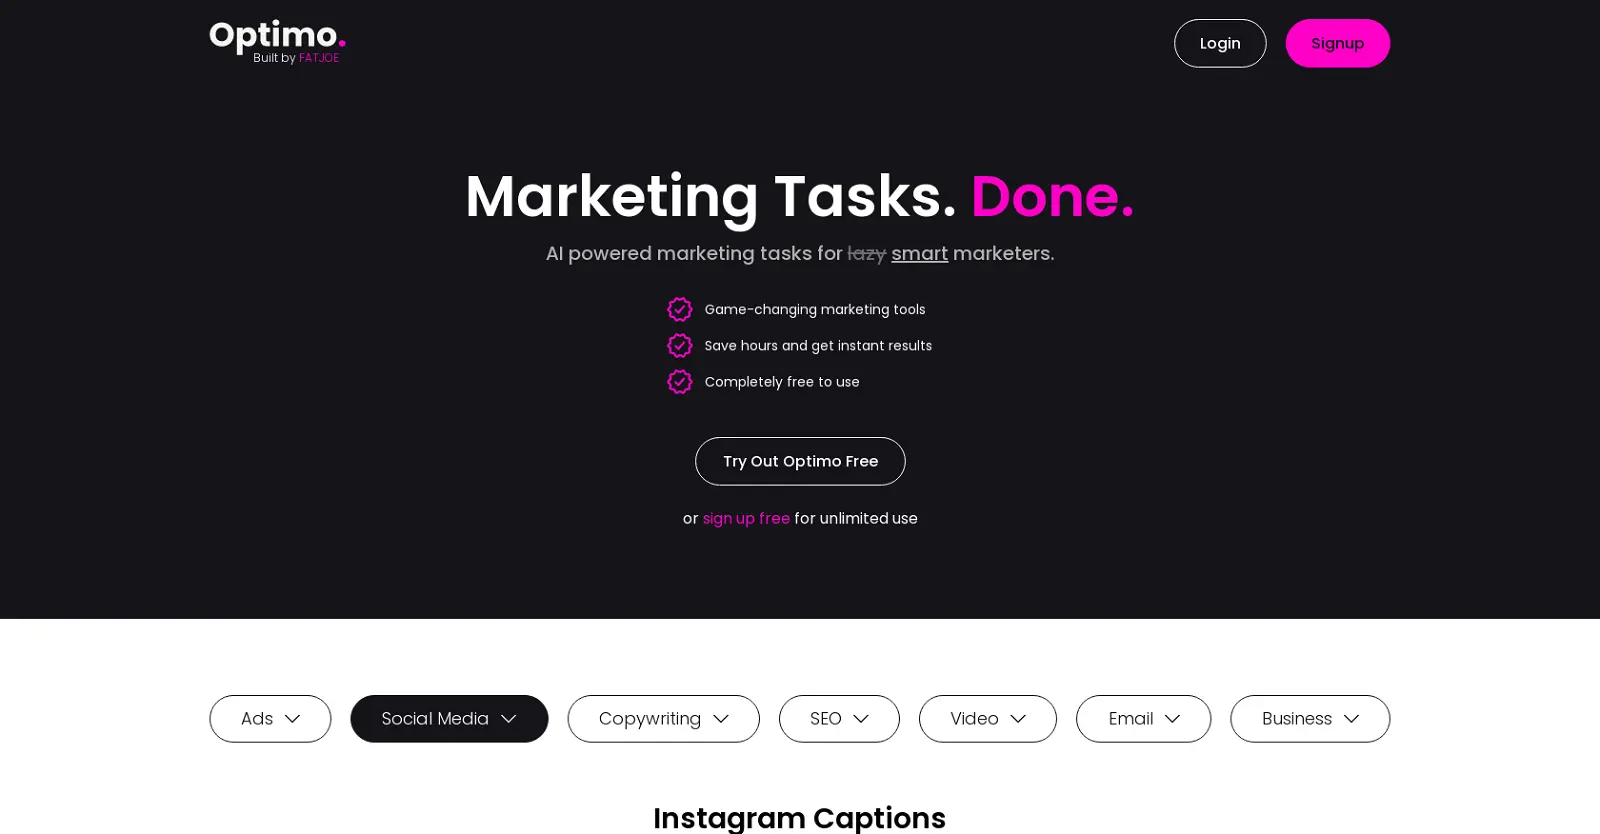 Optimo.
Built by FATJOE
Login
Signup
Marketing Tasks. Done.
AI powered marketing tasks for lazy smart marketers.
Game-changing marketing tools
Save hours and get instant results
Completely free to use
Try Out Optimo Free
or sign up free for unlimited use
Ads
Social Media
Copywriting
SEO
Video
Email
Business
Instagram Captions